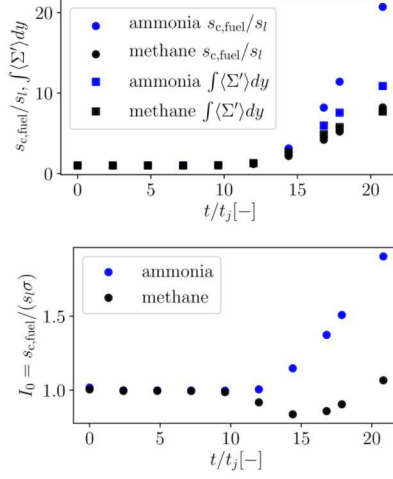 20
10
0
s_{c,fuel}/s_l, ∫⟨Σ′⟩dy
ammonia s_{c,fuel}/s_l
methane s_{c,fuel}/s_l
ammonia ∫⟨Σ′⟩dy
methane ∫⟨Σ′⟩dy
0 5 10 15 20
t/t_j[−]
1.5
1.0
I_0 = s_{c,fuel}/(s_lσ)
ammonia
methane
0 5 10 15 20
t/t_j[−]